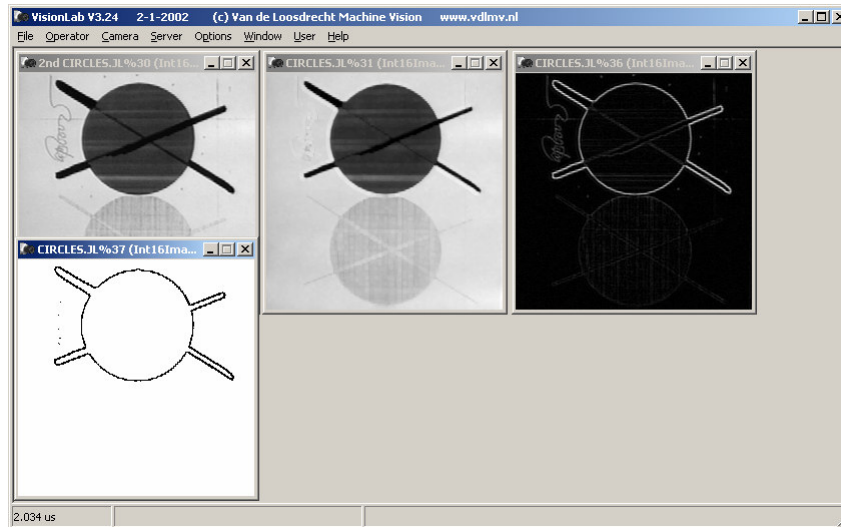 VisionLab V3.24 2-1-2002 (c) Van de Loosdrecht Machine Vision www.vdlmv.nl
File Operator Camera Server Options Window User Help
2nd CIRCLES.JL%30 (Int16...
CIRCLES.JL%31 (Int16Ima...
CIRCLES.JL%36 (Int16Ima...
CIRCLES.JL%37 (Int16Ima...
2.034 us